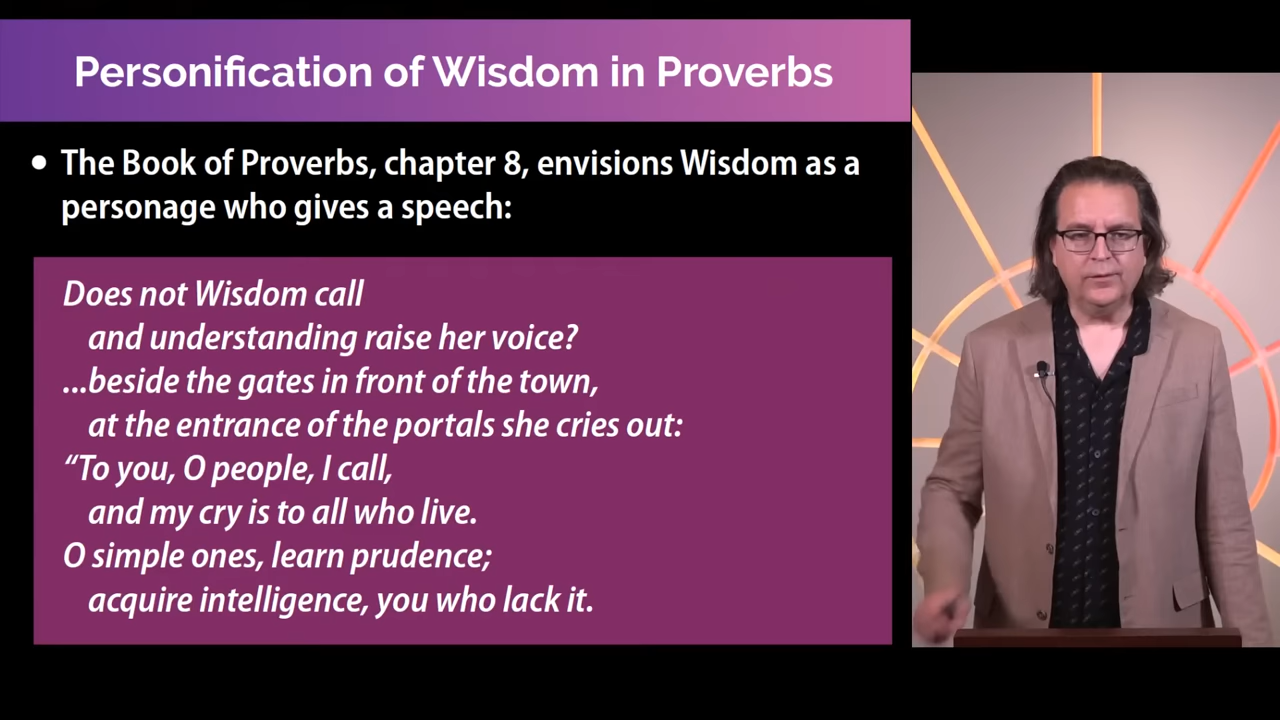 Personification of Wisdom in Proverbs
• The Book of Proverbs, chapter 8, envisions Wisdom as a
personage who gives a speech:
Does not Wisdom call
and understanding raise her voice?
...beside the gates in front of the town,
at the entrance of the portals she cries out:
“To you, O people, I call,
and my cry is to all who live.
O simple ones, learn prudence;
acquire intelligence, you who lack it.